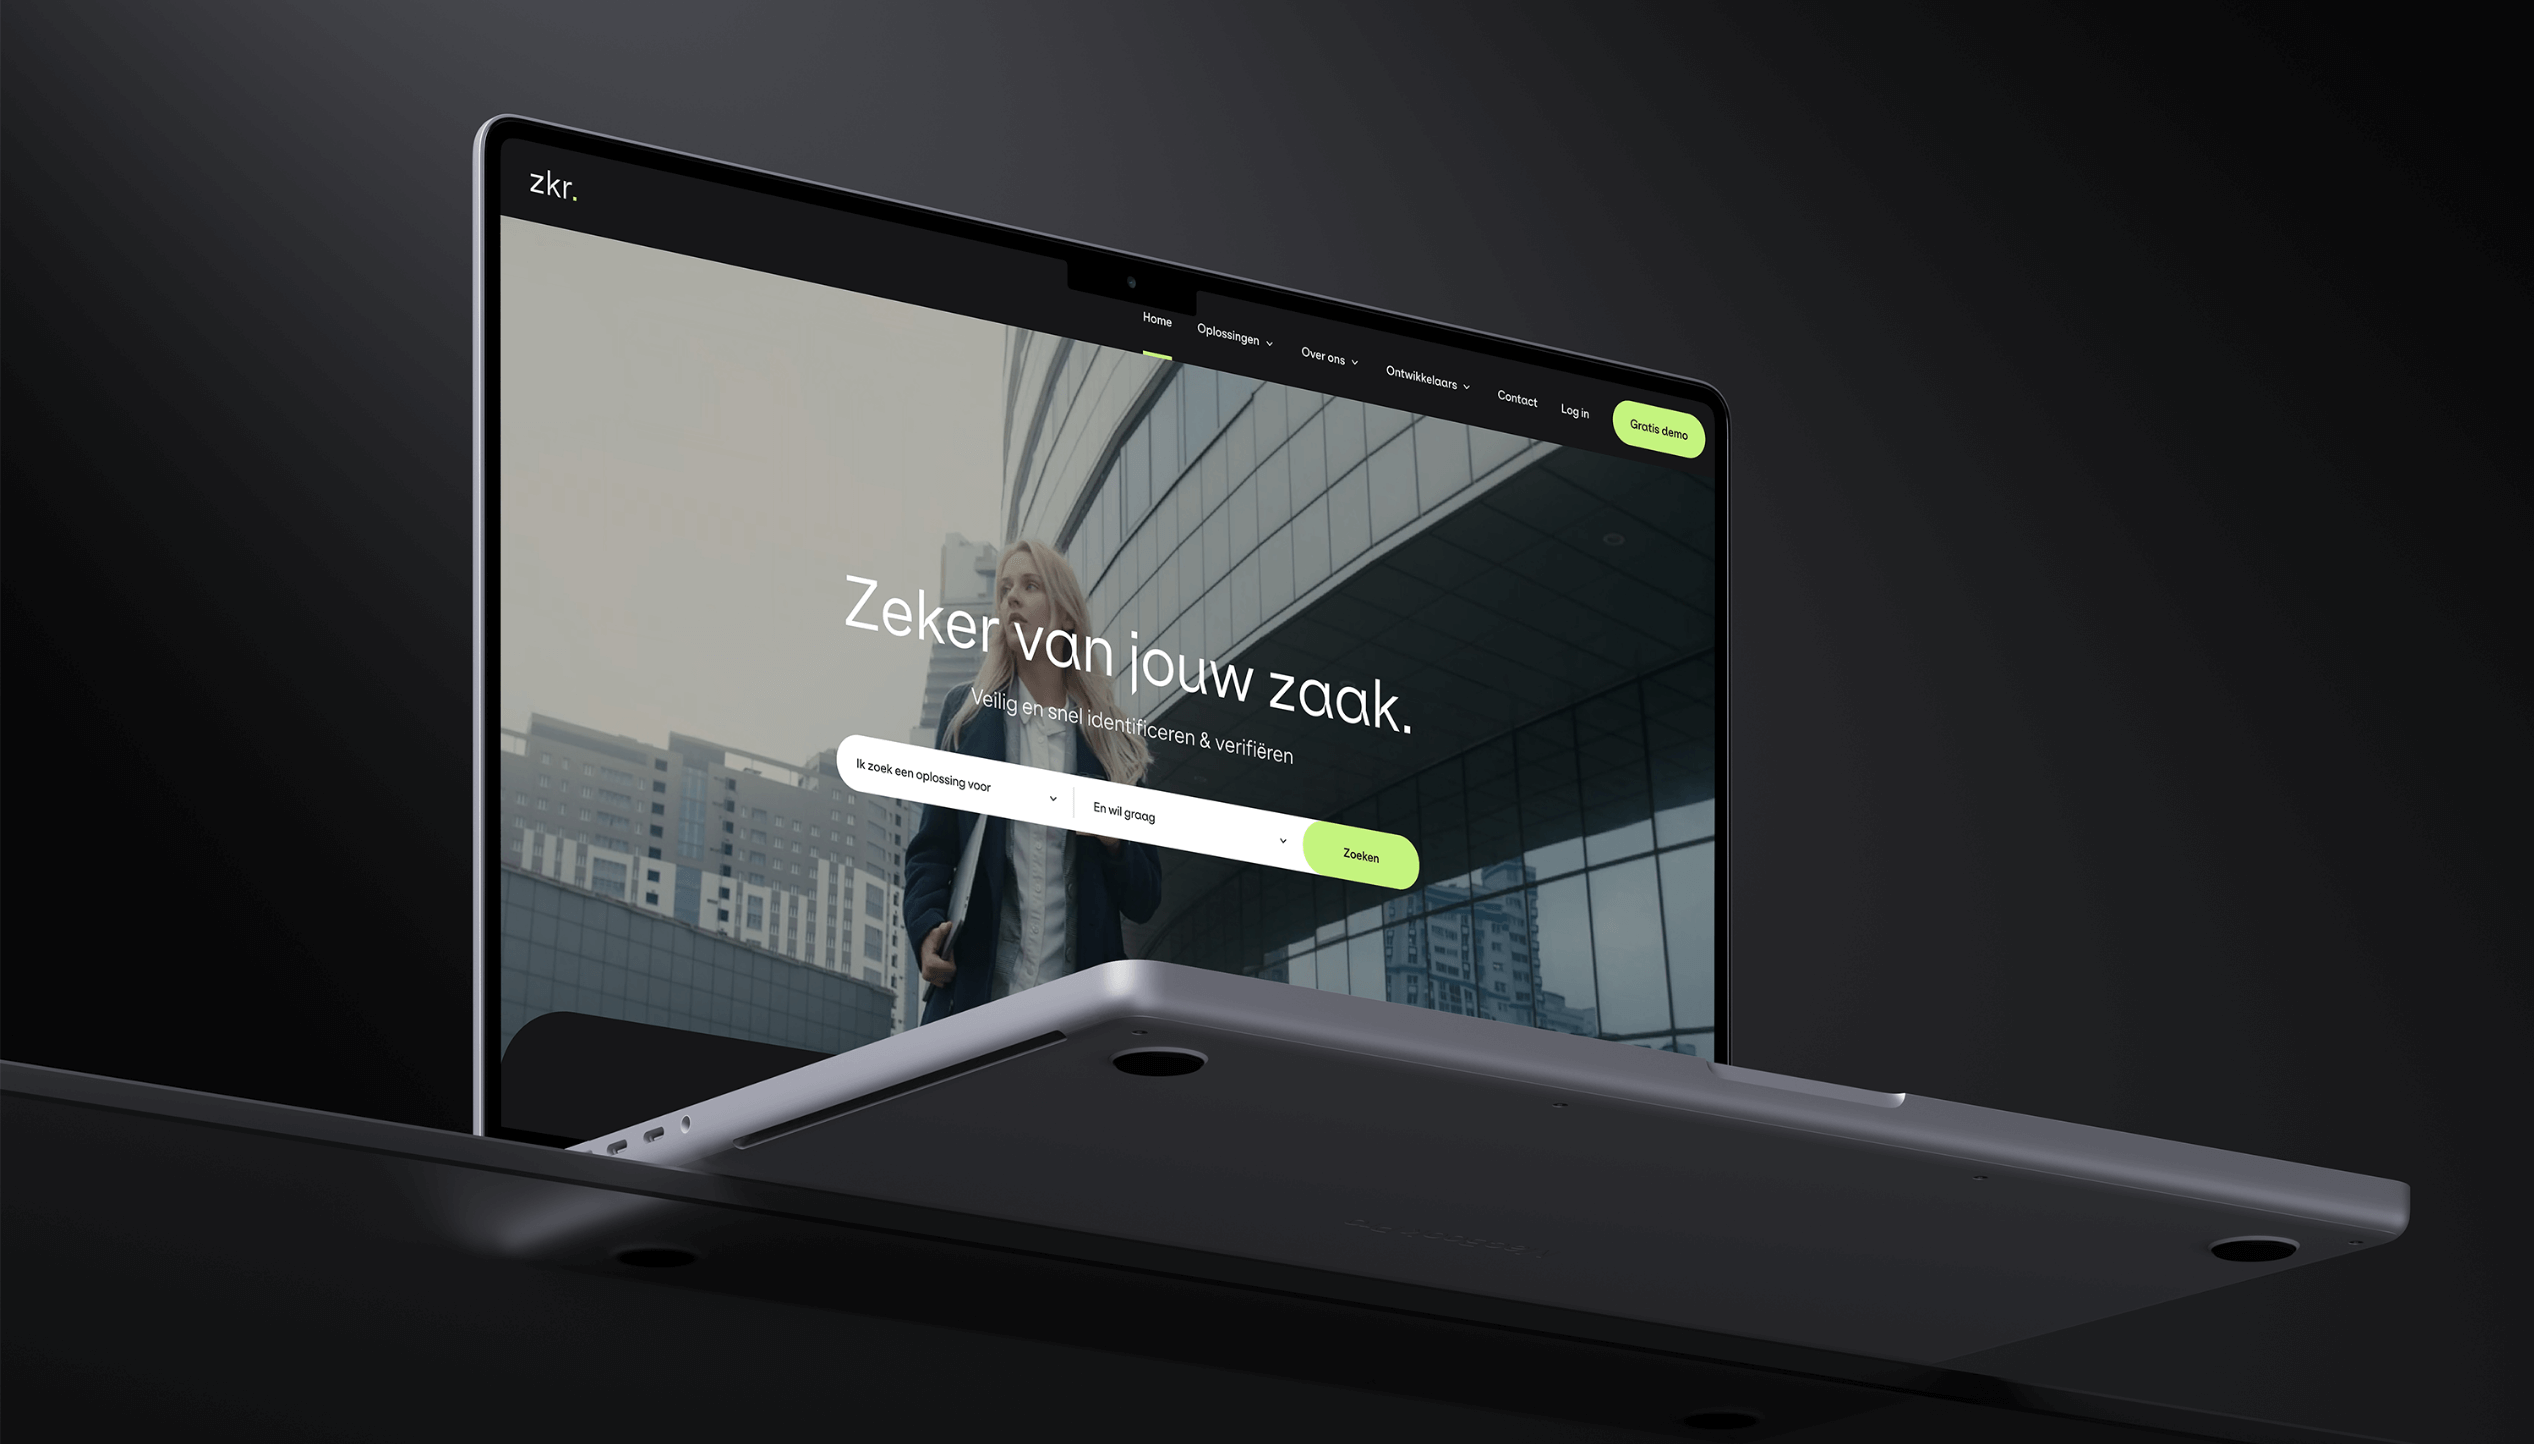 zkr.
Home Oplossingen Over ons Ontwikkelaars Contact Log in Gratis demo
Zeker van jouw zaak.
Veilig en snel identificeren & verifiëren
Ik zoek een oplossing voor En wil graag Zoeken